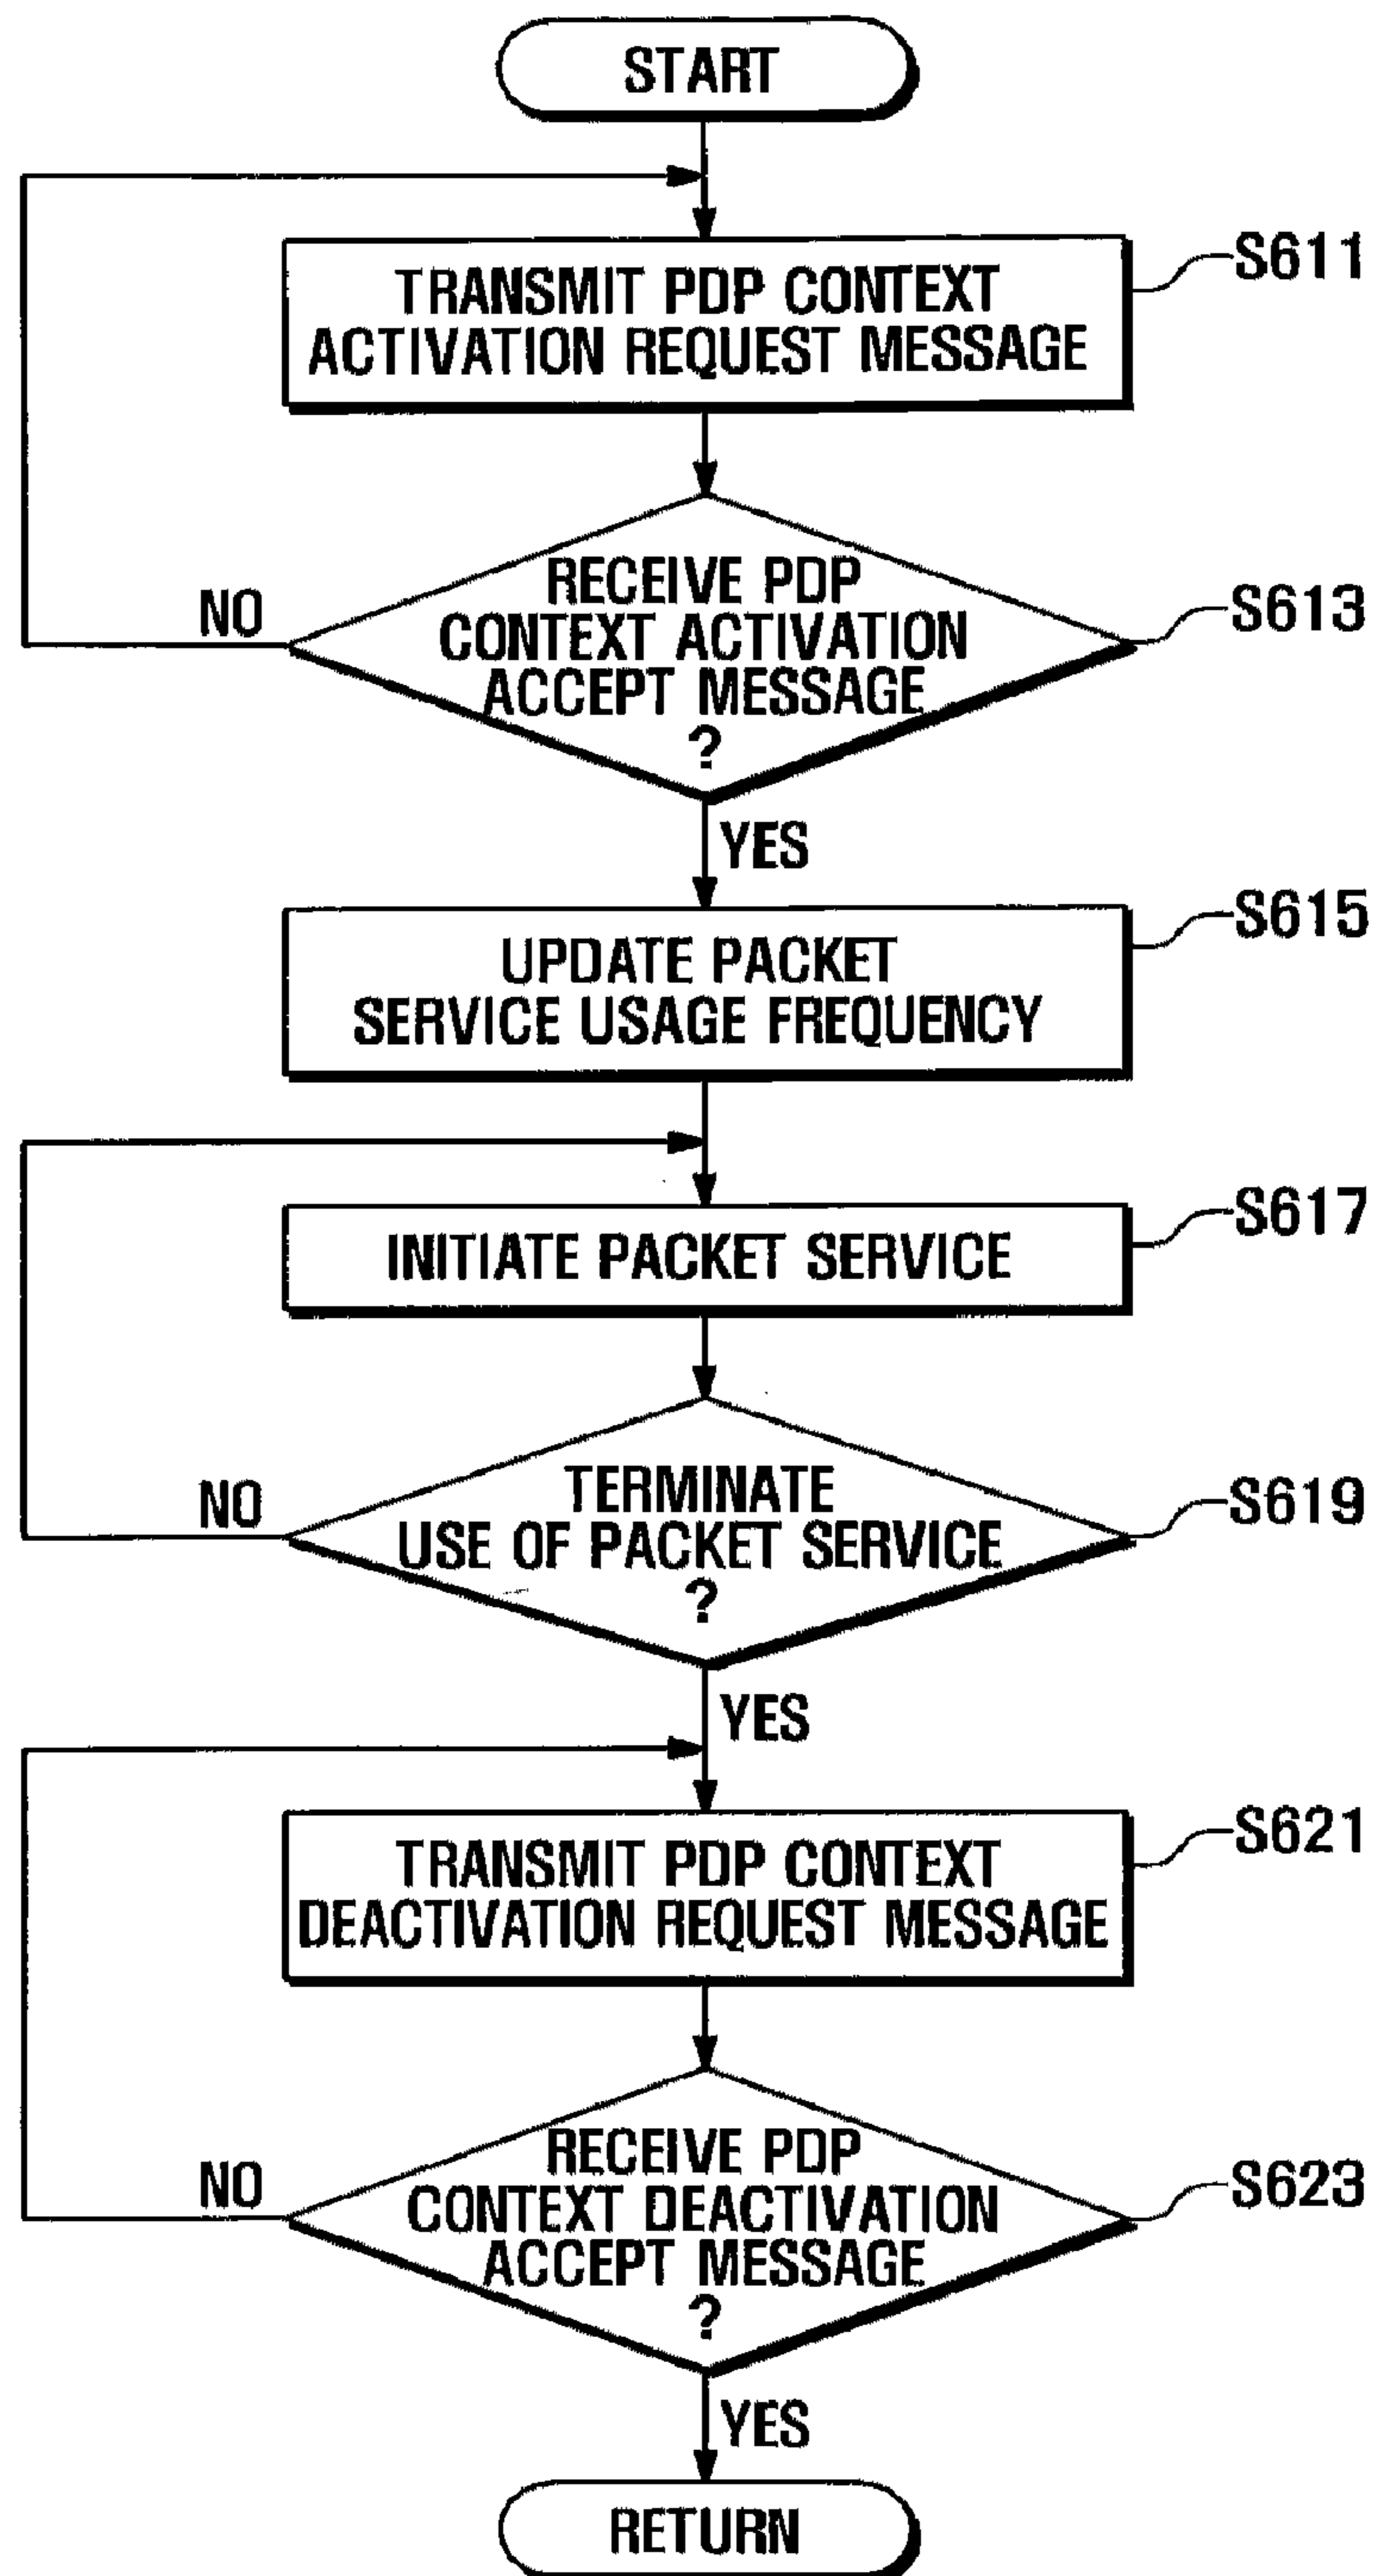 START
TRANSMIT PDP CONTEXT
ACTIVATION REQUEST MESSAGE
S611
RECEIVE PDP
CONTEXT ACTIVATION
ACCEPT MESSAGE
?
S613
NO
YES
UPDATE PACKET
SERVICE USAGE FREQUENCY
S615
INITIATE PACKET SERVICE
S617
TERMINATE
USE OF PACKET SERVICE
?
S619
NO
YES
TRANSMIT PDP CONTEXT
DEACTIVATION REQUEST MESSAGE
S621
RECEIVE PDP
CONTEXT DEACTIVATION
ACCEPT MESSAGE
?
S623
NO
YES
RETURN